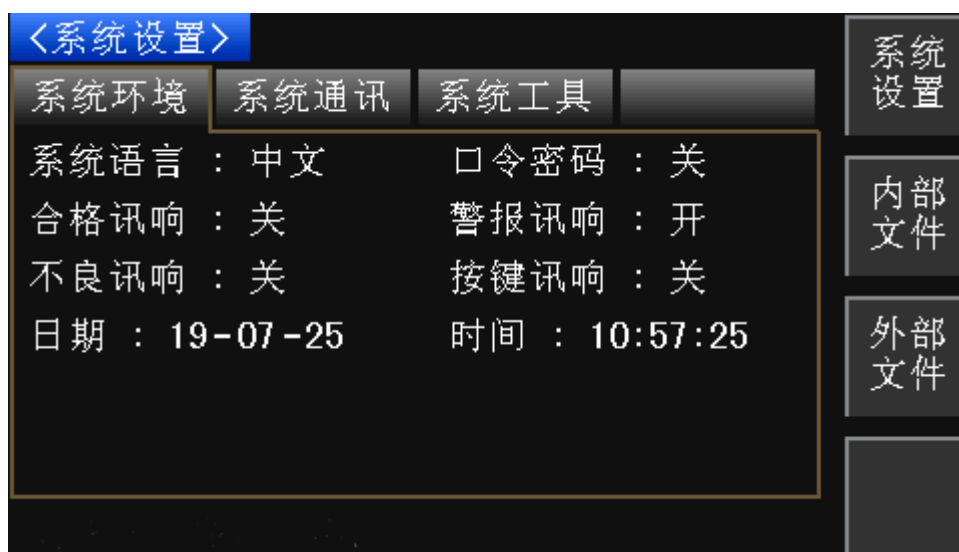 <系统设置>
系统环境 系统通讯 系统工具
系统语言 : 中文 口令密码 : 关
合格讯响 : 关 警报讯响 : 开
不良讯响 : 关 按键讯响 : 关
日期 : 19-07-25 时间 : 10:57:25
系统
设置
内部
文件
外部
文件